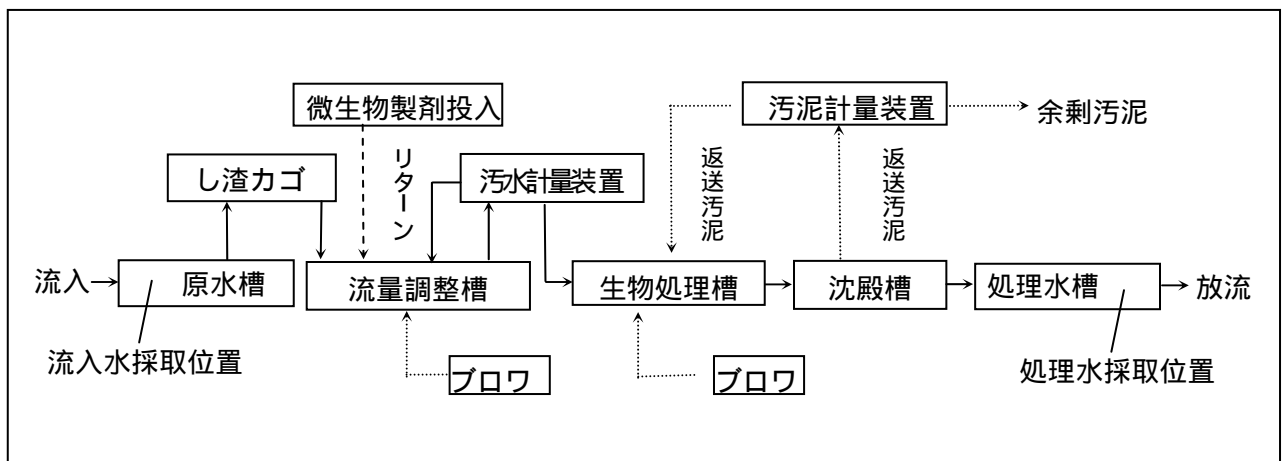 微生物製剤投入
汚泥計量装置
余剰汚泥
し渣カゴ
リターン
汚水計量装置
返送汚泥
返送汚泥
流入
原水槽
流量調整槽
生物処理槽
沈殿槽
処理水槽
放流
流入水採取位置
ブロワ
ブロワ
処理水採取位置